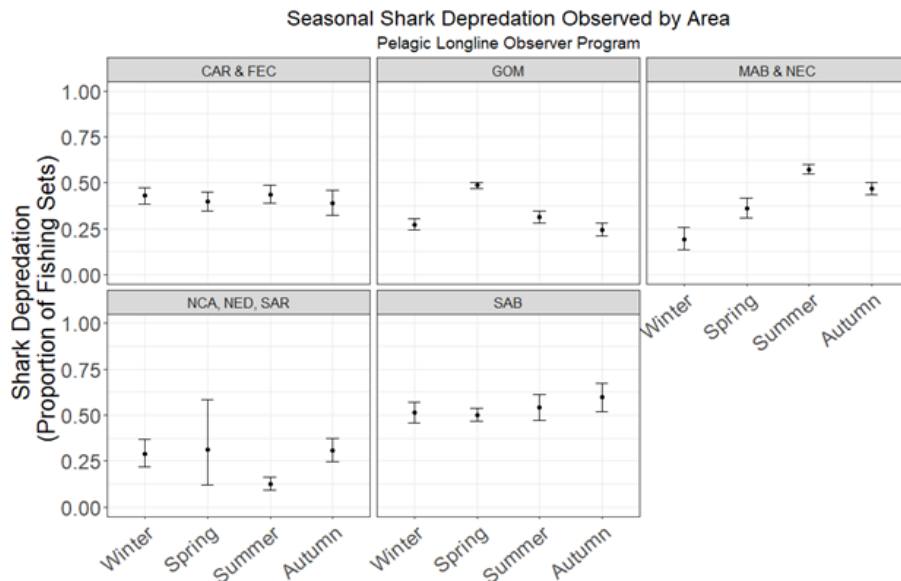 Seasonal Shark Depredation Observed by Area
Pelagic Longline Observer Program
CAR & FEC
GOM
MAB & NEC
1.00
0.75
0.50
0.25
0.00
NCA, NED, SAR
SAB
Winter
Spring
Summer
Autumn
1.00
0.75
0.50
0.25
0.00
Shark Depredation
(Proportion of Fishing Sets)
Winter
Spring
Summer
Autumn
Winter
Spring
Summer
Autumn